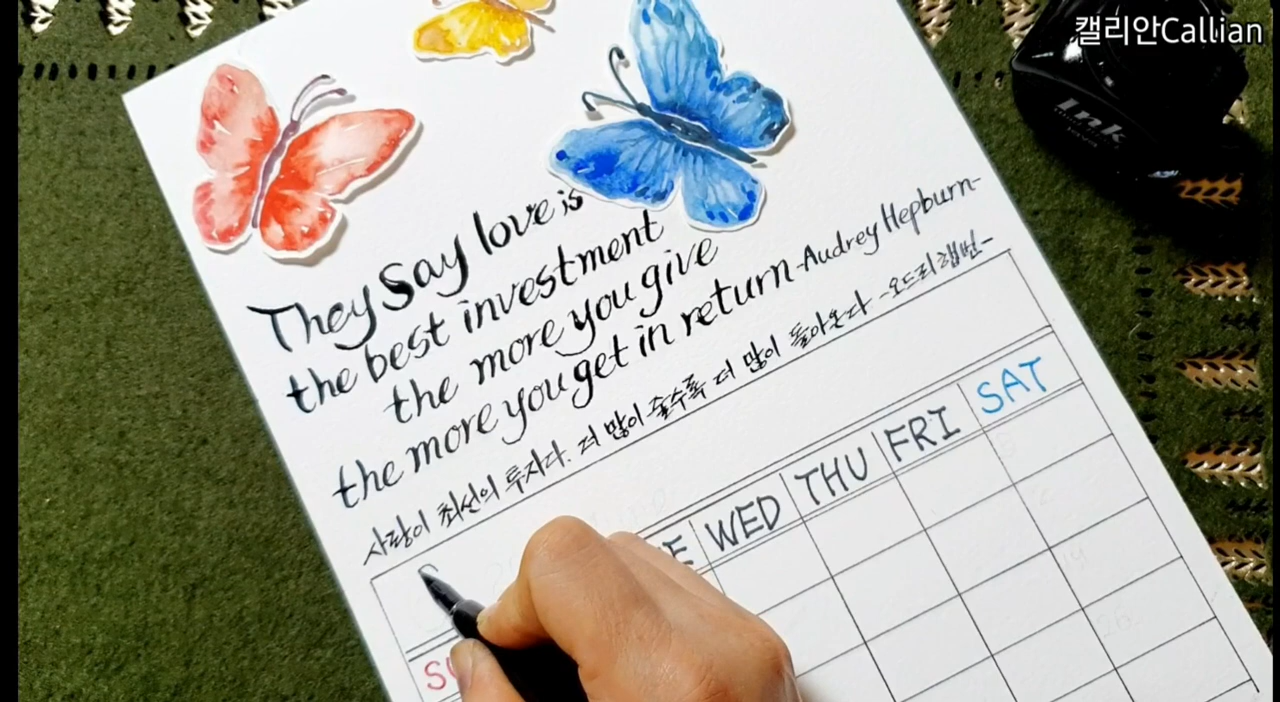 캘리안Callian
Ink
They Say love is
the best investment
the more you give
the more you get in return -Audrey Hepburn-
사랑이 최선의 투자다. 더 많이 줄수록 더 많이 돌아온다 -오드리 햅번-
WED THU FRI SAT